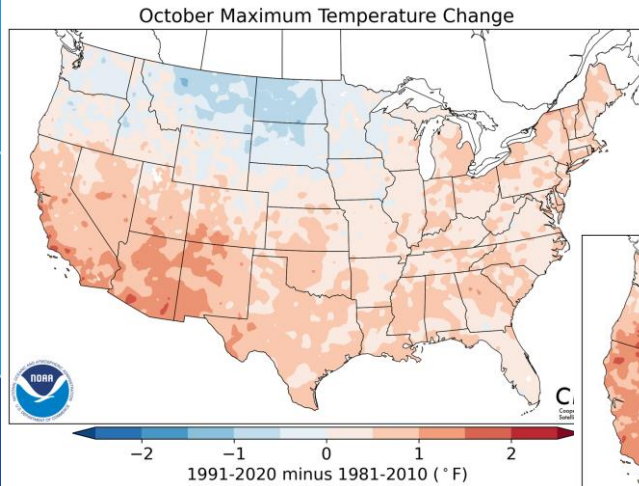 October Maximum Temperature Change
NOAA
−2 −1 0 1 2
1991-2020 minus 1981-2010 (°F)